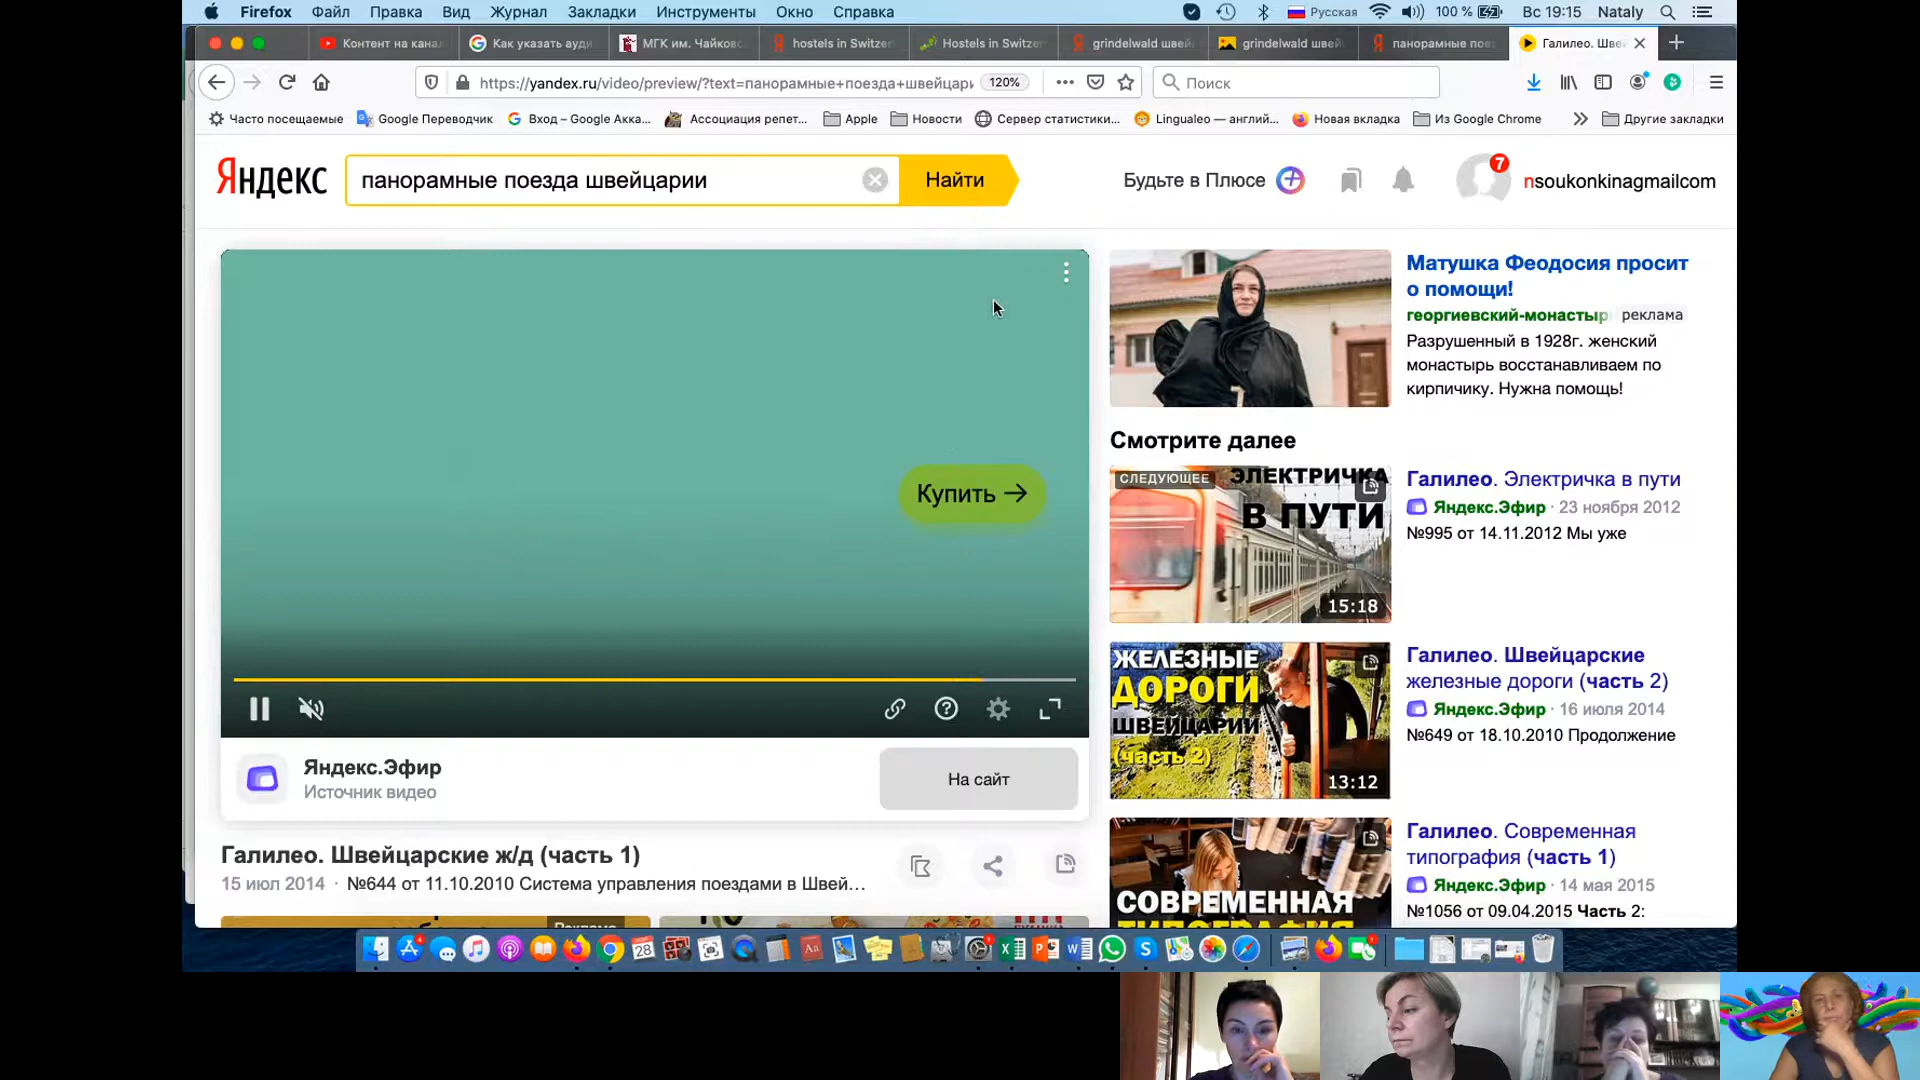 Firefox Файл Правка Вид Журнал Закладки Инструменты Окно Справка Русская 100 % Вс 19:15 Nataly
Контент на кана Как указать ауди МГК им. Чайковс hostels in Switzer Hostels in Switzer grindelwald швей grindelwald швей панорамные пое Галилео. Шве
https://yandex.ru/video/preview/?text=панорамные+поезда+швейцари 120% Поиск
Часто посещаемые Google Переводчик Вход – Google Акка... Ассоциация репет... Apple Новости Сервер статистики... Lingualeo — англий... Новая вкладка Из Google Chrome Другие закладки
Яндекс панорамные поезда швейцарии Найти Будьте в Плюсе 7 nsoukonkinagmailcom
Купить →
Яндекс.Эфир
Источник видео
На сайт
Галилео. Швейцарские ж/д (часть 1)
15 июл 2014 · №644 от 11.10.2010 Система управления поездами в Швей...
Матушка Феодосия просит
о помощи!
георгиевский-монастыр реклама
Разрушенный в 1928г. женский
монастырь восстанавливаем по
кирпичику. Нужна помощь!
Смотрите далее
СЛЕДУЮЩЕЕ
ЭЛЕКТРИЧКА
В ПУТИ
15:18
Галилео. Электричка в пути
Яндекс.Эфир · 23 ноября 2012
№995 от 14.11.2012 Мы уже
ЖЕЛЕЗНЫЕ
ДОРОГИ
ШВЕЙЦАРИИ
(часть 2)
13:12
Галилео. Швейцарские
железные дороги (часть 2)
Яндекс.Эфир · 16 июля 2014
№649 от 18.10.2010 Продолжение
СОВРЕМЕННАЯ
ТИПОГРАФИЯ
Галилео. Современная
типография (часть 1)
Яндекс.Эфир · 14 мая 2015
№1056 от 09.04.2015 Часть 2: